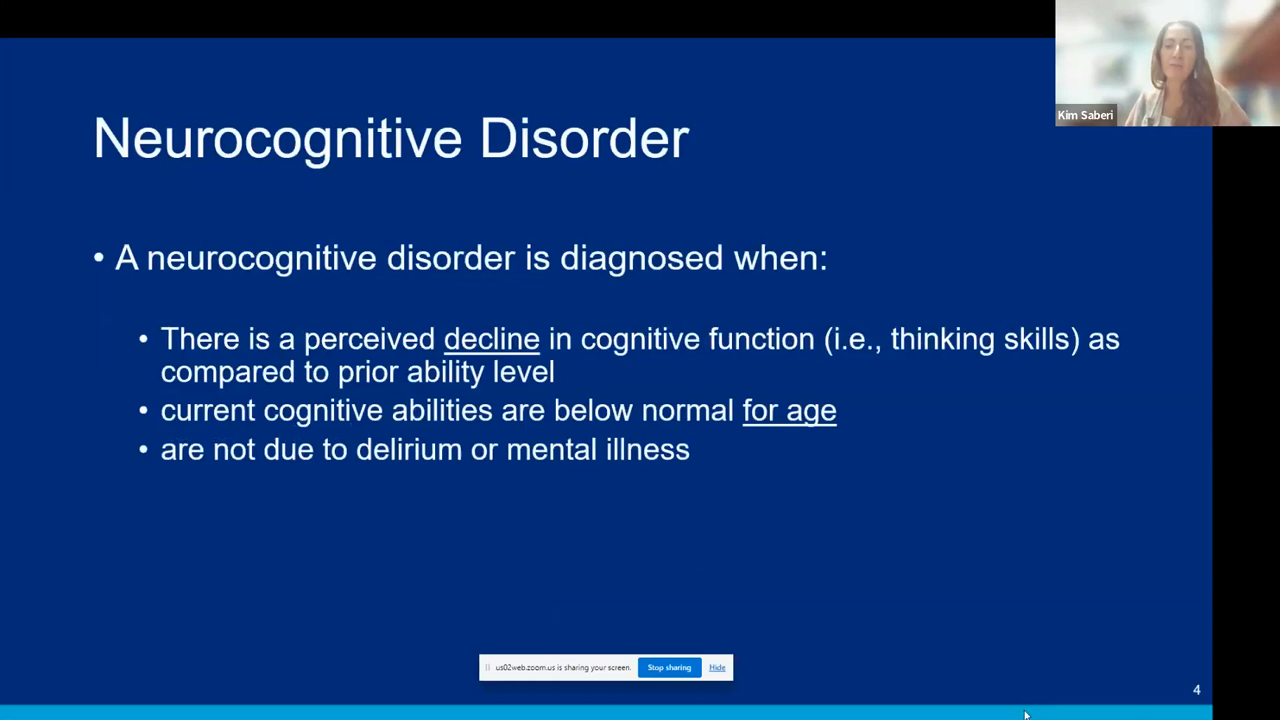 Kim Saberi
Neurocognitive Disorder
• A neurocognitive disorder is diagnosed when:
• There is a perceived decline in cognitive function (i.e., thinking skills) as
compared to prior ability level
• current cognitive abilities are below normal for age
• are not due to delirium or mental illness
us02web.zoom.us is sharing your screen. Stop sharing Hide
4